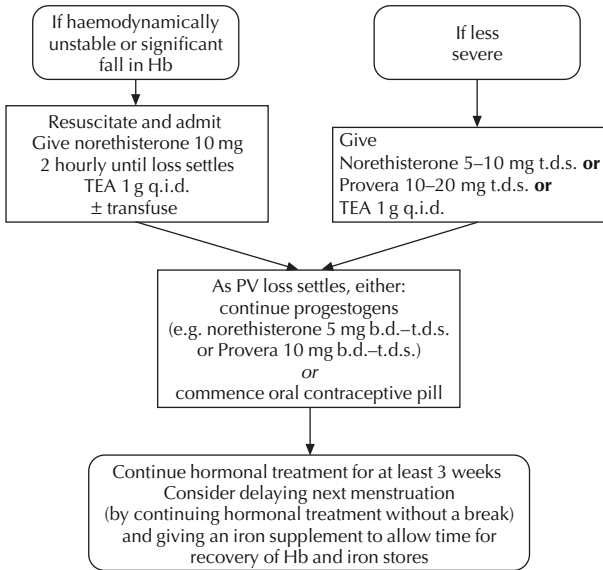 If haemodynamically
unstable or significant
fall in Hb
If less
severe
Resuscitate and admit
Give norethisterone 10 mg
2 hourly until loss settles
TEA 1 g q.i.d.
± transfuse
Give
Norethisterone 5–10 mg t.d.s. or
Provera 10–20 mg t.d.s. or
TEA 1 g q.i.d.
As PV loss settles, either:
continue progestogens
(e.g. norethisterone 5 mg b.d.–t.d.s.
or Provera 10 mg b.d.–t.d.s.)
or
commence oral contraceptive pill
Continue hormonal treatment for at least 3 weeks
Consider delaying next menstruation
(by continuing hormonal treatment without a break)
and giving an iron supplement to allow time for
recovery of Hb and iron stores